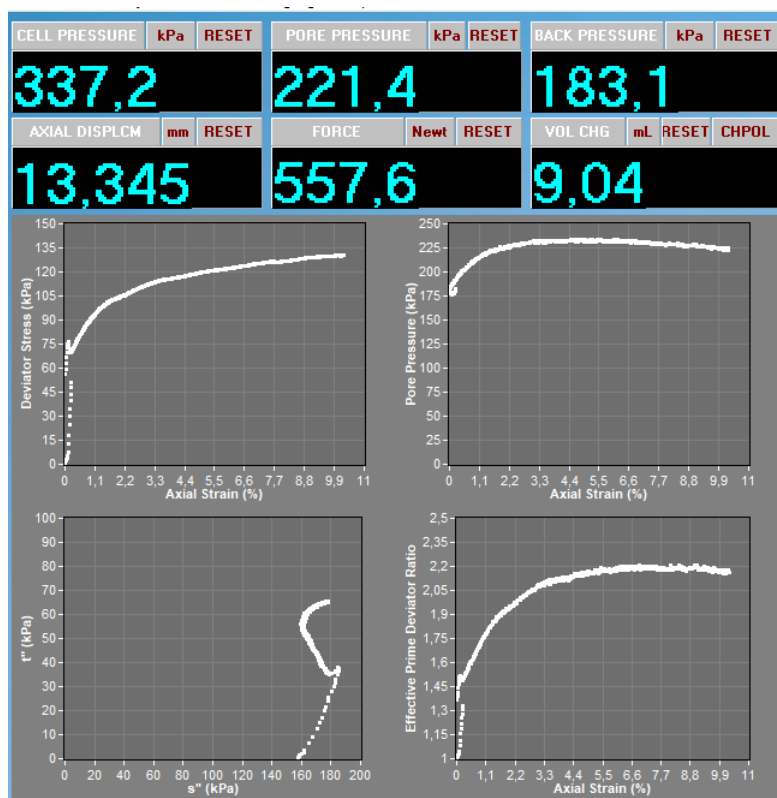 CELL PRESSURE kPa RESET PORE PRESSURE kPa RESET BACK PRESSURE kPa RESET
337,2 221,4 183,1
AXIAL DISPLCM mm RESET FORCE Newt RESET VOL CHG mL RESET CHPOL
13,345 557,6 9,04
Deviator Stress (kPa)
150
135
120
105
90
75
60
45
30
15
0
0 1,1 2,2 3,3 4,4 5,5 6,6 7,7 8,8 9,9 11
Axial Strain (%)
Pore Pressure (kPa)
250
225
200
175
150
125
100
75
50
25
0
0 1,1 2,2 3,3 4,4 5,5 6,6 7,7 8,8 9,9 11
Axial Strain (%)
t" (kPa)
100
90
80
70
60
50
40
30
20
10
0
0 20 40 60 80 100 120 140 160 180 200
s" (kPa)
Effective Prime Deviator Ratio
2,5
2,35
2,2
2,05
1,9
1,75
1,6
1,45
1,3
1,15
1
0 1,1 2,2 3,3 4,4 5,5 6,6 7,7 8,8 9,9 11
Axial Strain (%)